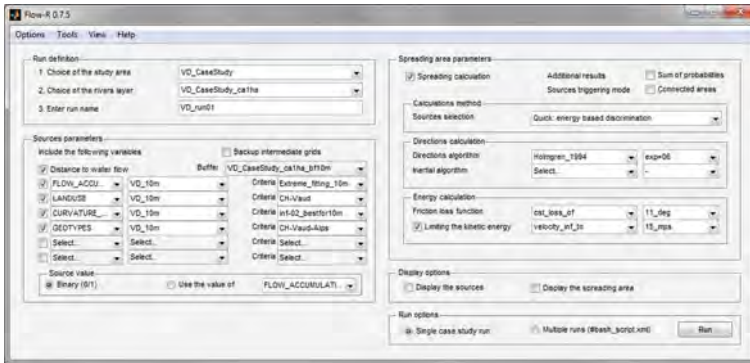 Flow-R 0.7.5
Options Tools View Help
Run definition
1. Choice of the study area VD_CaseStudy
2. Choice of the rivers layer VD_CaseStudy_ca1ha
3. Enter run name VD_run01
Sources parameters
Include the following variables Backup intermediate grids
Distance to water flow Buffer VD_CaseStudy_ca1ha_bf10m
FLOW_ACCU... VD_10m Criteria Extreme_fitting_10m
LANDUSE VD_10m Criteria CH-Vaud
CURVATURE_... VD_10m Criteria inf-02_bestfor10m
GEOTYPES VD_10m Criteria CH-Vaud-Alps
Select... Select... Criteria Select...
Select... Select... Criteria Select...
Source value
Binary (0/1) Use the value of FLOW_ACCUMULATI...
Spreading area parameters
Spreading calculation Additional results Sum of probabilities
Sources triggering mode Connected areas
Calculations method
Sources selection Quick: energy based discrimination
Directions calculation
Directions algorithm Holmgren_1994 exp=06
Inertial algorithm Select... -
Energy calculation
Friction loss function cst_loss_of 11_deg
Limiting the kinetic energy velocity_inf_to 15_mps
Display options
Display the sources Display the spreading area
Run options
Single case study run Multiple runs (#bash_script.xml) Run